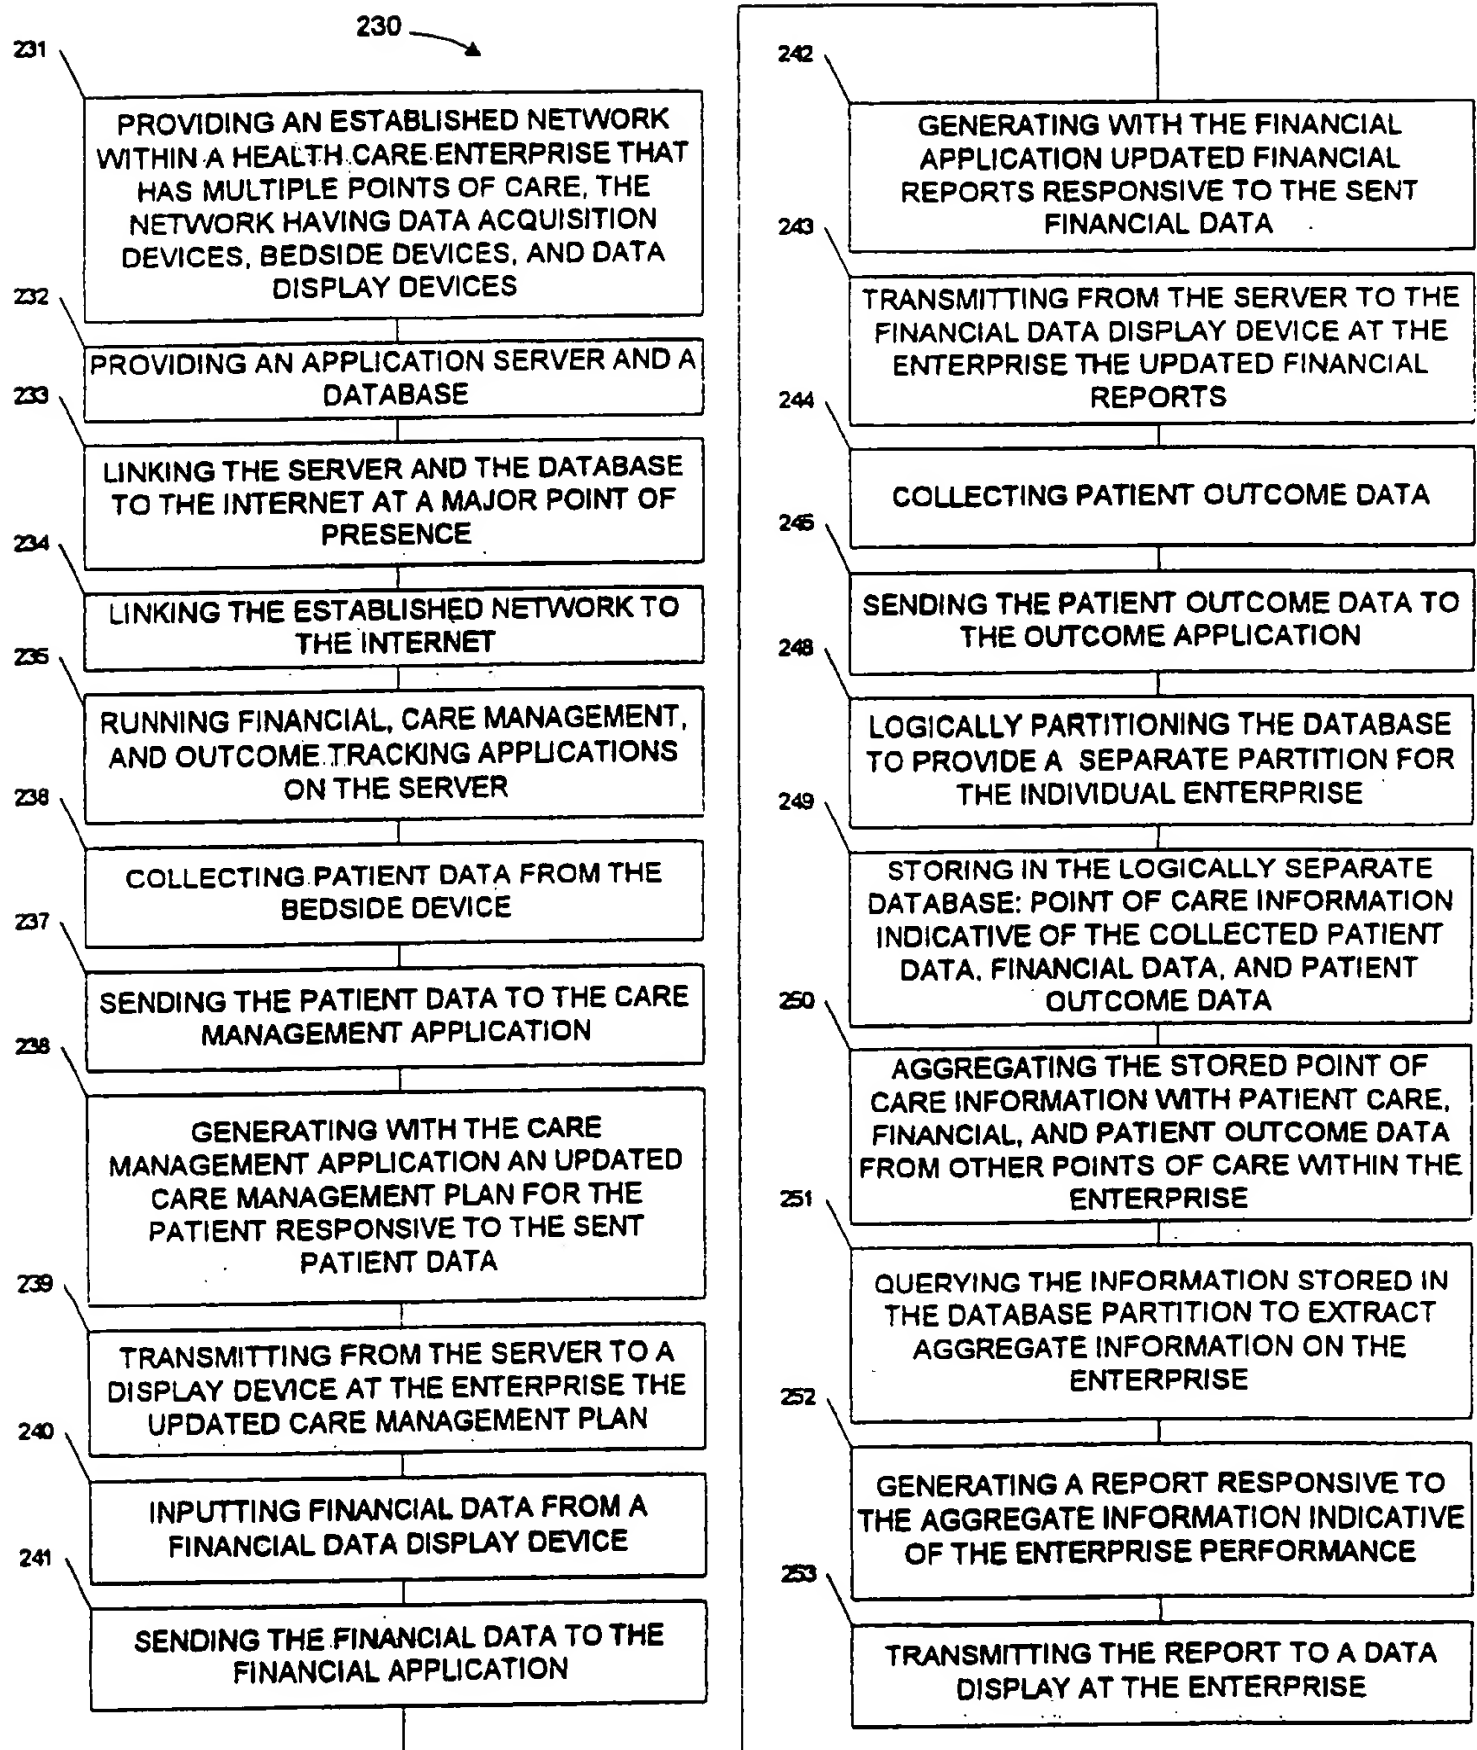 230
231
PROVIDING AN ESTABLISHED NETWORK
WITHIN A HEALTH CARE ENTERPRISE THAT
HAS MULTIPLE POINTS OF CARE, THE
NETWORK HAVING DATA ACQUISITION
DEVICES, BEDSIDE DEVICES, AND DATA
DISPLAY DEVICES
232
PROVIDING AN APPLICATION SERVER AND A
DATABASE
233
LINKING THE SERVER AND THE DATABASE
TO THE INTERNET AT A MAJOR POINT OF
PRESENCE
234
LINKING THE ESTABLISHED NETWORK TO
THE INTERNET
235
RUNNING FINANCIAL, CARE MANAGEMENT,
AND OUTCOME TRACKING APPLICATIONS
ON THE SERVER
238
COLLECTING PATIENT DATA FROM THE
BEDSIDE DEVICE
237
SENDING THE PATIENT DATA TO THE CARE
MANAGEMENT APPLICATION
238
GENERATING WITH THE CARE
MANAGEMENT APPLICATION AN UPDATED
CARE MANAGEMENT PLAN FOR THE
PATIENT RESPONSIVE TO THE SENT
PATIENT DATA
239
TRANSMITTING FROM THE SERVER TO A
DISPLAY DEVICE AT THE ENTERPRISE THE
UPDATED CARE MANAGEMENT PLAN
240
INPUTTING FINANCIAL DATA FROM A
FINANCIAL DATA DISPLAY DEVICE
241
SENDING THE FINANCIAL DATA TO THE
FINANCIAL APPLICATION
242
GENERATING WITH THE FINANCIAL
APPLICATION UPDATED FINANCIAL
REPORTS RESPONSIVE TO THE SENT
FINANCIAL DATA
243
TRANSMITTING FROM THE SERVER TO THE
FINANCIAL DATA DISPLAY DEVICE AT THE
ENTERPRISE THE UPDATED FINANCIAL
REPORTS
244
COLLECTING PATIENT OUTCOME DATA
245
SENDING THE PATIENT OUTCOME DATA TO
THE OUTCOME APPLICATION
248
LOGICALLY PARTITIONING THE DATABASE
TO PROVIDE A SEPARATE PARTITION FOR
THE INDIVIDUAL ENTERPRISE
249
STORING IN THE LOGICALLY SEPARATE
DATABASE: POINT OF CARE INFORMATION
INDICATIVE OF THE COLLECTED PATIENT
DATA, FINANCIAL DATA, AND PATIENT
OUTCOME DATA
250
AGGREGATING THE STORED POINT OF
CARE INFORMATION WITH PATIENT CARE,
FINANCIAL, AND PATIENT OUTCOME DATA
FROM OTHER POINTS OF CARE WITHIN THE
ENTERPRISE
251
QUERYING THE INFORMATION STORED IN
THE DATABASE PARTITION TO EXTRACT
AGGREGATE INFORMATION ON THE
ENTERPRISE
252
GENERATING A REPORT RESPONSIVE TO
THE AGGREGATE INFORMATION INDICATIVE
OF THE ENTERPRISE PERFORMANCE
253
TRANSMITTING THE REPORT TO A DATA
DISPLAY AT THE ENTERPRISE